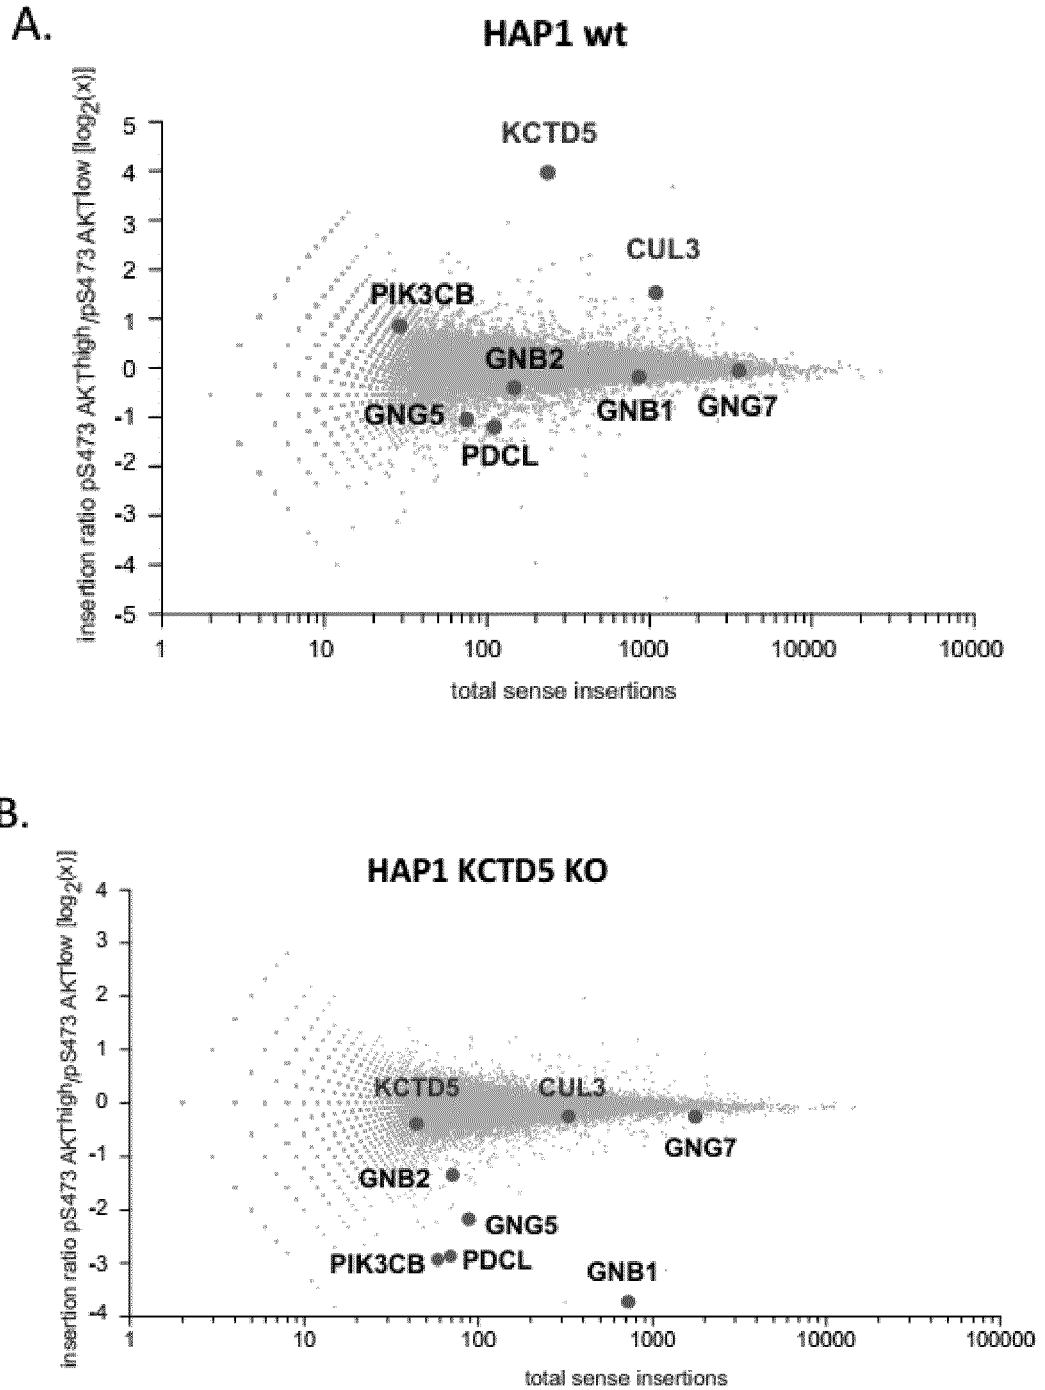 A.
HAP1 wt
insertion ratio pS473 AKThigh/pS473 AKTlow [log2(x)]
5
4
3
2
1
0
-1
-2
-3
-4
-5
KCTD5
CUL3
PIK3CB
GNB2
GNG5
GNB1
GNG7
PDCL
1
10
100
1000
10000
10000
total sense insertions
B.
HAP1 KCTD5 KO
insertion ratio pS473 AKThigh/pS473 AKTlow [log2(x)]
4
3
2
1
0
-1
-2
-3
-4
KCTD5
CUL3
GNG7
GNB2
GNG5
PIK3CB
PDCL
GNB1
1
10
100
1000
10000
100000
total sense insertions